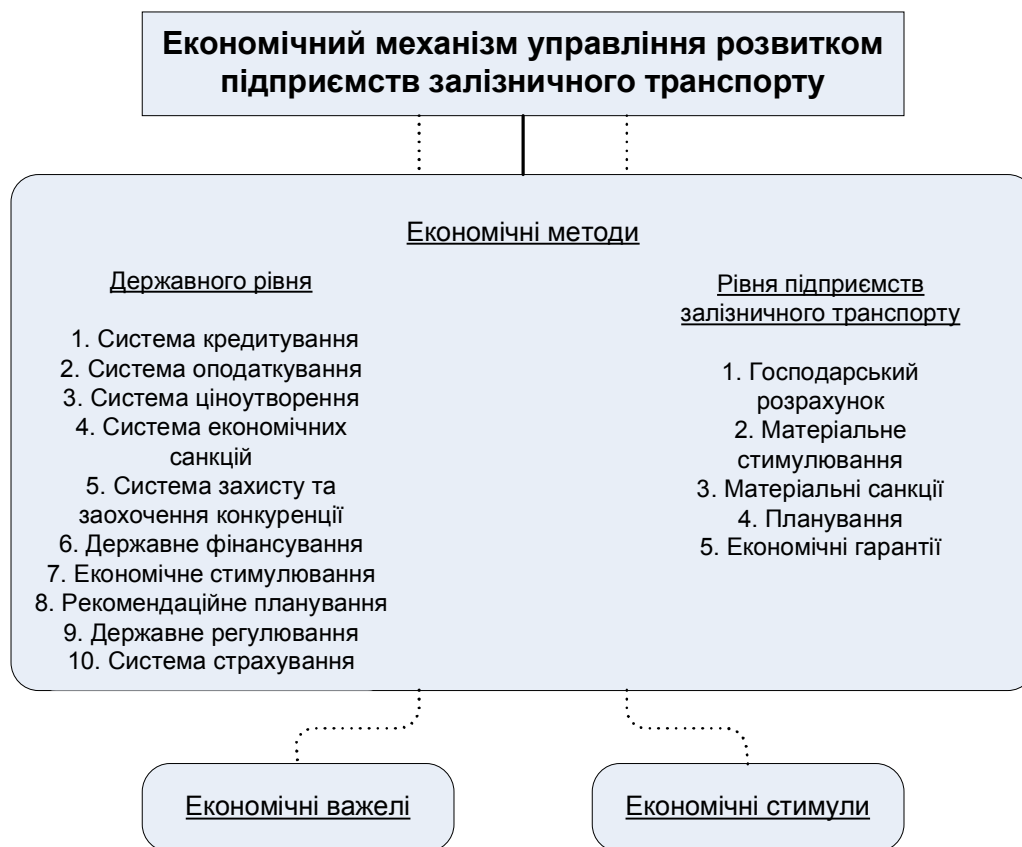 Економічний механізм управління розвитком
підприємств залізничного транспорту
Економічні методи
Державного рівня
1. Система кредитування
2. Система оподаткування
3. Система ціноутворення
4. Система економічних
санкцій
5. Система захисту та
заохочення конкуренції
6. Державне фінансування
7. Економічне стимулювання
8. Рекомендаційне планування
9. Державне регулювання
10. Система страхування
Рівня підприємств
залізничного транспорту
1. Господарський
розрахунок
2. Матеріальне
стимулювання
3. Матеріальні санкції
4. Планування
5. Економічні гарантії
Економічні важелі
Економічні стимули